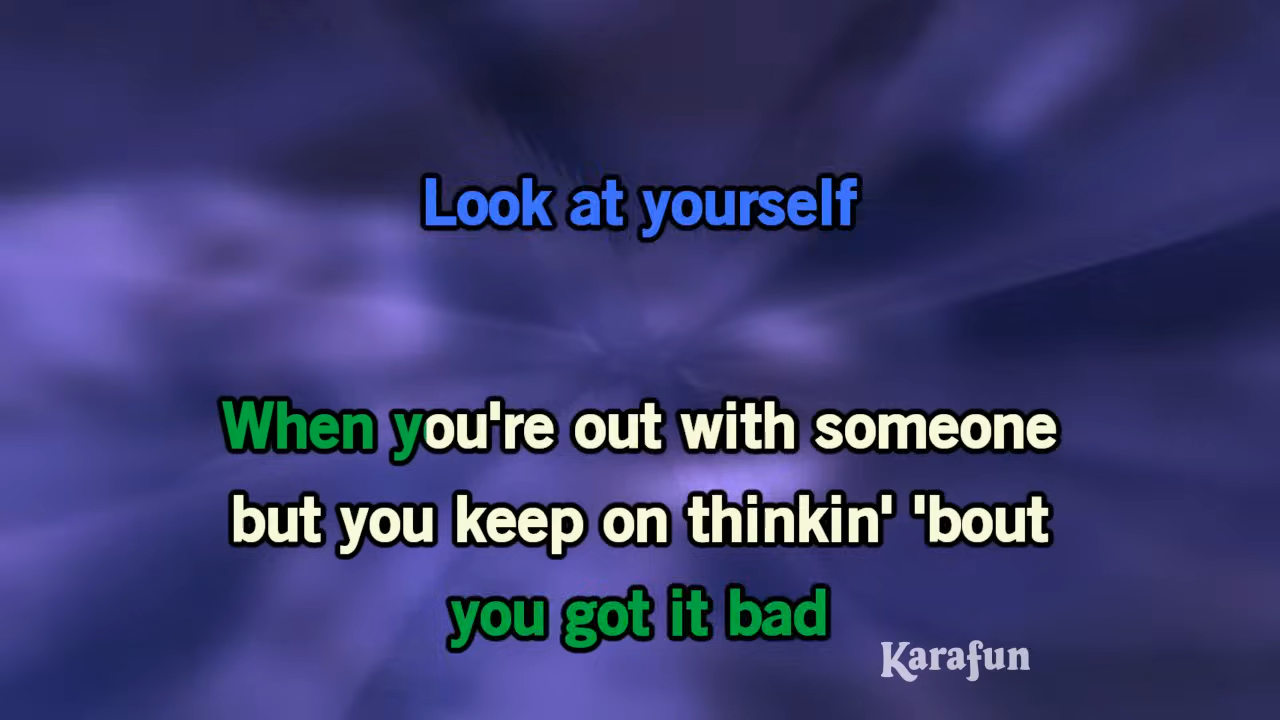 Look at yourself
When you're out with someone
but you keep on thinkin' 'bout
you got it bad
Karafun